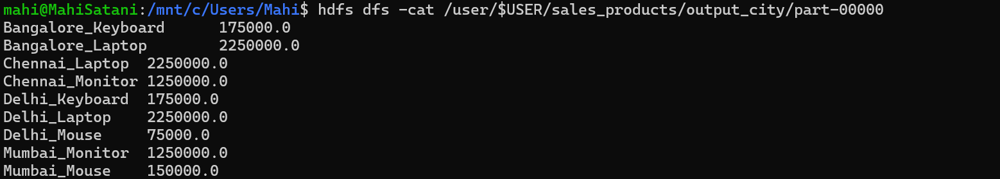 mahi@MahiSatani:/mnt/c/Users/Mahi$ hdfs dfs -cat /user/$USER/sales_products/output_city/part-00000
Bangalore_Keyboard	175000.0
Bangalore_Laptop	2250000.0
Chennai_Laptop	2250000.0
Chennai_Monitor	1250000.0
Delhi_Keyboard	175000.0
Delhi_Laptop	2250000.0
Delhi_Mouse	75000.0
Mumbai_Monitor	1250000.0
Mumbai_Mouse	150000.0